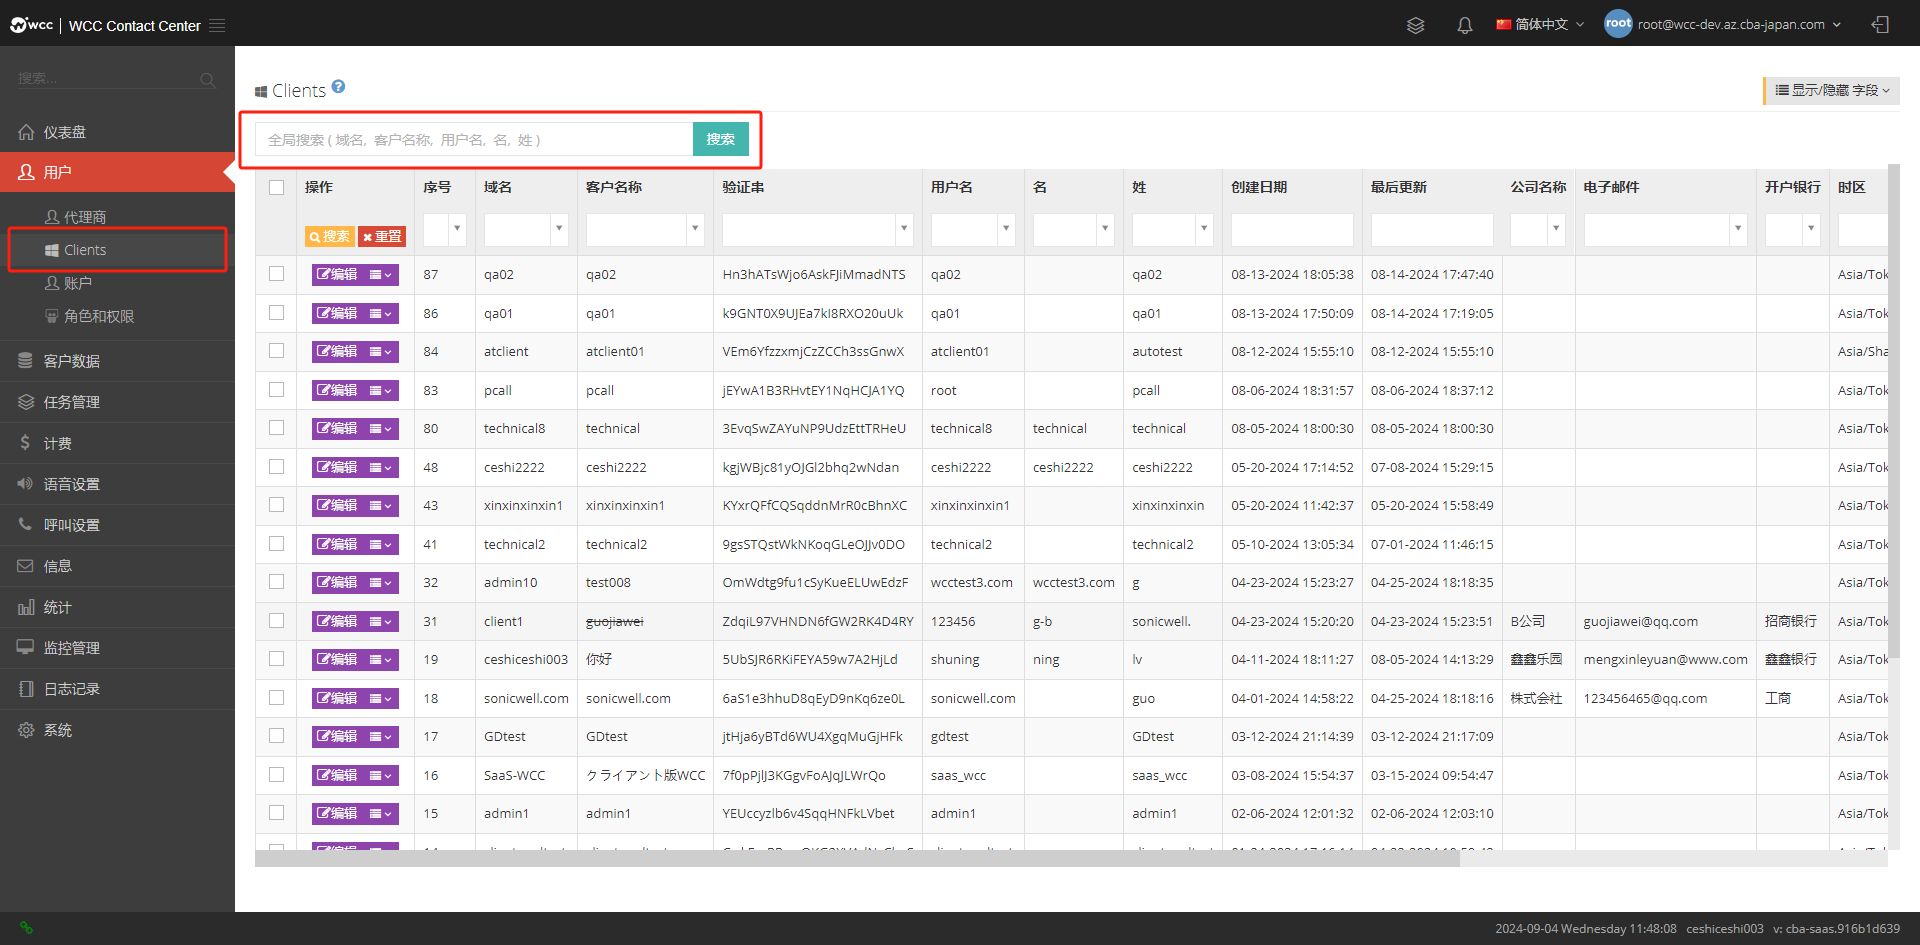 wcc | WCC Contact Center
简体中文
root
root@wcc-dev.az.cba-japan.com
搜索...
仪表盘
用户
代理商
Clients
账户
角色和权限
客户数据
任务管理
计费
语音设置
呼叫设置
信息
统计
监控管理
日志记录
系统
Clients ?
显示/隐藏 字段
全局搜索 ( 域名, 客户名称, 用户名, 名, 姓 ) 搜索
操作 序号 域名 客户名称 验证串 用户名 名 姓 创建日期 最后更新 公司名称 电子邮件 开户银行 时区
搜索 重置
编辑 87 qa02 qa02 Hn3hATsWjo6AskFJiMmadNTS qa02 qa02 08-13-2024 18:05:38 08-14-2024 17:47:40 Asia/Tok
编辑 86 qa01 qa01 k9GNT0X9UJEa7kI8RXO20uUk qa01 qa01 08-13-2024 17:50:09 08-14-2024 17:19:05 Asia/Tok
编辑 84 atclient atclient01 VEm6YfzzxmjCzZCCh3ssGnwX atclient01 autotest 08-12-2024 15:55:10 08-12-2024 15:55:10 Asia/Sha
编辑 83 pcall pcall jEYwA1B3RHvtEY1NqHCJA1YQ root pcall 08-06-2024 18:31:57 08-06-2024 18:37:12 Asia/Tok
编辑 80 technical8 technical 3EvqSwZAYuNP9UdzEttTRHeU technical8 technical technical 08-05-2024 18:00:30 08-05-2024 18:00:30 Asia/Tok
编辑 48 ceshi2222 ceshi2222 kgjWBjc81yOJGl2bhq2wNdan ceshi2222 ceshi2222 ceshi2222 05-20-2024 17:14:52 07-08-2024 15:29:15 Asia/Tok
编辑 43 xinxinxinxin1 xinxinxinxin1 KYxrQFfCQSqddnMrR0cBhnXC xinxinxinxin1 xinxinxinxin 05-20-2024 11:42:37 05-20-2024 15:58:49 Asia/Tok
编辑 41 technical2 technical2 9gsSTQstWkNKoqGLeOJJv0DO technical2 technical2 05-10-2024 13:05:34 07-01-2024 11:46:15 Asia/Tok
编辑 32 admin10 test008 OmWdtg9fu1cSyKueELUwEdzF wcctest3.com wcctest3.com g 04-23-2024 15:23:27 04-25-2024 18:18:35 Asia/Tok
编辑 31 client1 guojiawei ZdqiL97VHNDN6fGW2RK4D4RY 123456 g-b sonicwell. 04-23-2024 15:20:20 04-23-2024 15:23:51 B公司 guojiawei@qq.com 招商银行 Asia/Tok
编辑 19 ceshiceshi003 你好 5UbSJR6RKiFEYA59w7A2HjLd shuning ning lv 04-11-2024 18:11:27 08-05-2024 14:13:29 鑫鑫乐园 mengxinleyuan@www.com 鑫鑫银行 Asia/Tok
编辑 18 sonicwell.com sonicwell.com 6aS1e3hhuD8qEyD9nKq6ze0L sonicwell.com guo 04-01-2024 14:58:22 04-25-2024 18:18:16 株式会社 123456465@qq.com 工商 Asia/Tok
编辑 17 GDtest GDtest jtHja6yBTd6WU4XgqMuGjHFk gdtest GDtest 03-12-2024 21:14:39 03-12-2024 21:17:09 Asia/Tok
编辑 16 SaaS-WCC クライアント版WCC 7f0pPjlJ3KGgvFoAJqJLWrQo saas_wcc saas_wcc 03-08-2024 15:54:37 03-15-2024 09:54:47 Asia/Tok
编辑 15 admin1 admin1 YEUccyzlb6v4SqqHNFkLVbet admin1 admin1 02-06-2024 12:01:32 02-06-2024 12:03:10 Asia/Tok
2024-09-04 Wednesday 11:48:08 ceshiceshi003 v: cba-saas.916b1d639